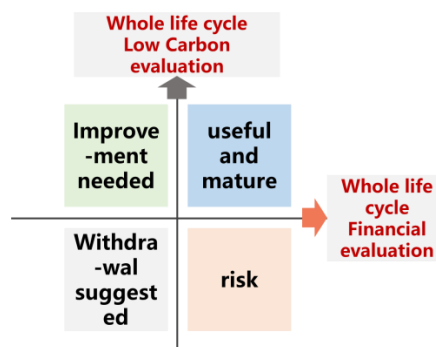 Whole life cycle
Low Carbon
evaluation
Improve
-ment
needed
useful
and
mature
Whole life
cycle
Financial
evaluation
Withdra
-wal
suggest
ed
risk